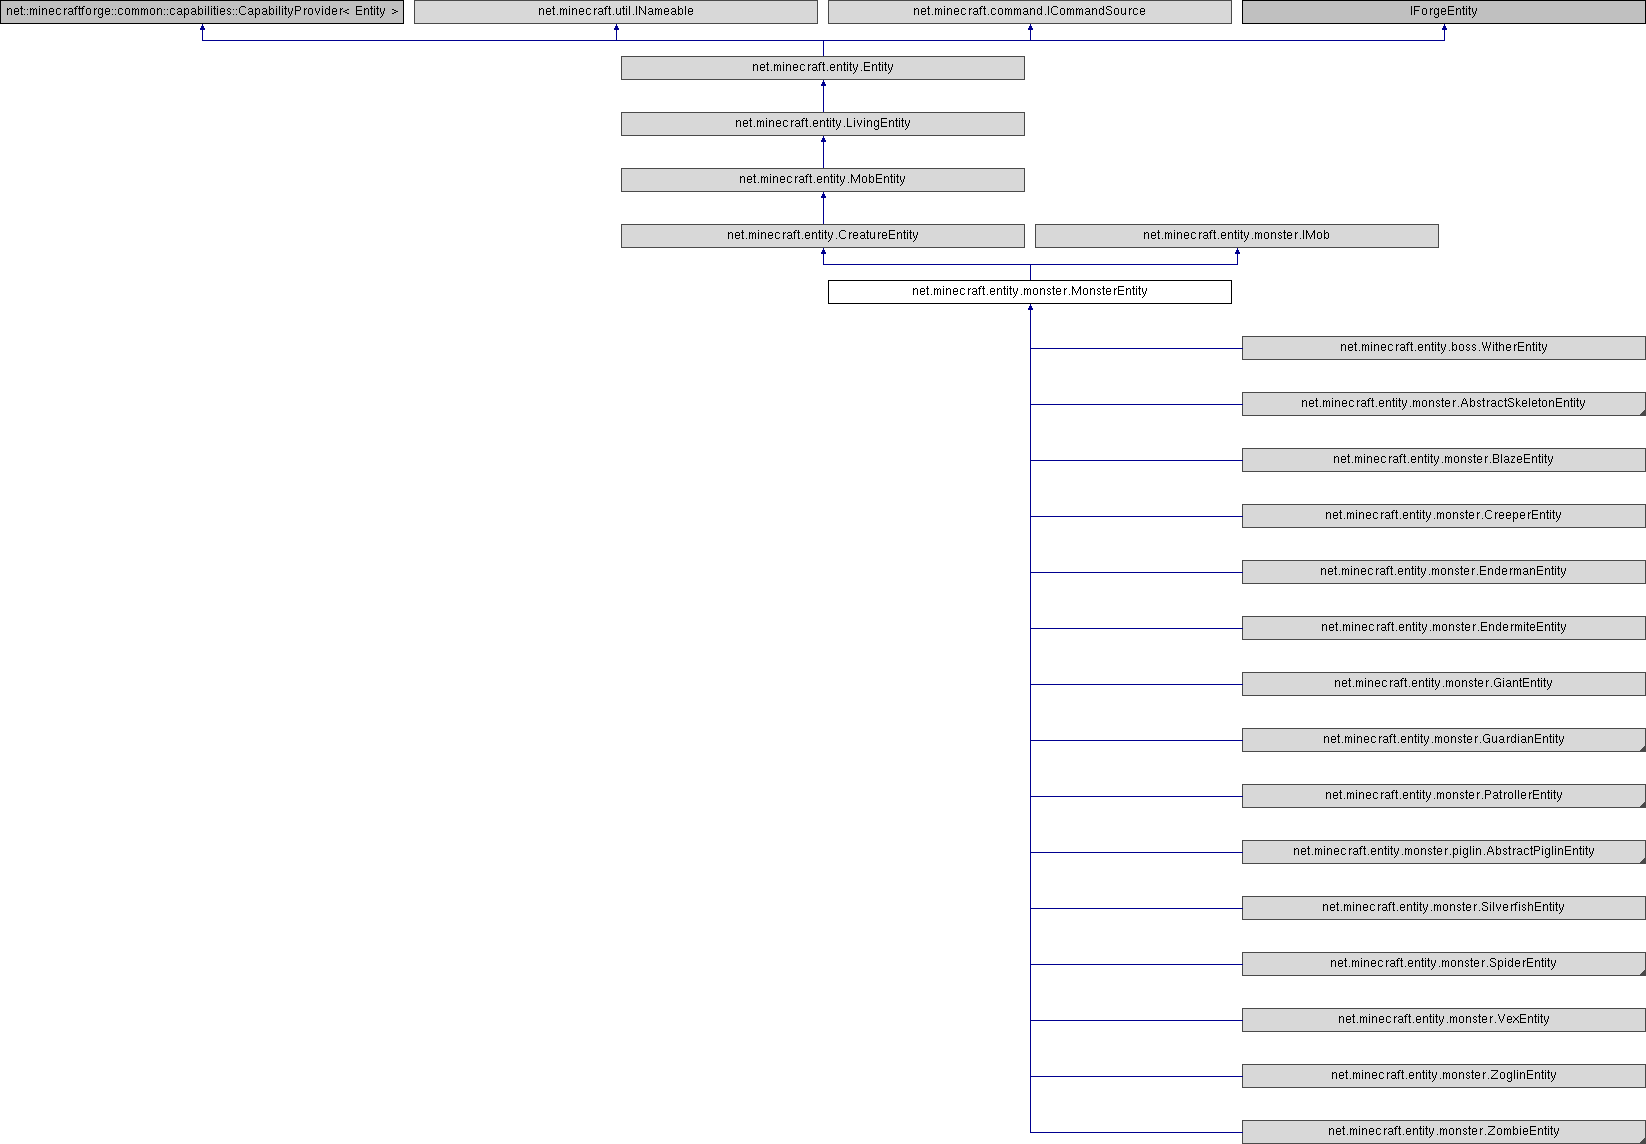 net::minecraftforge::common::capabilities::CapabilityProvider< Entity >
net.minecraft.util.INameable
net.minecraft.command.ICommandSource
IForgeEntity
net.minecraft.entity.Entity
net.minecraft.entity.LivingEntity
net.minecraft.entity.MobEntity
net.minecraft.entity.CreatureEntity
net.minecraft.entity.monster.IMob
net.minecraft.entity.monster.MonsterEntity
net.minecraft.entity.boss.WitherEntity
net.minecraft.entity.monster.AbstractSkeletonEntity
net.minecraft.entity.monster.BlazeEntity
net.minecraft.entity.monster.CreeperEntity
net.minecraft.entity.monster.EndermanEntity
net.minecraft.entity.monster.EndermiteEntity
net.minecraft.entity.monster.GiantEntity
net.minecraft.entity.monster.GuardianEntity
net.minecraft.entity.monster.PatrollerEntity
net.minecraft.entity.monster.piglin.AbstractPiglinEntity
net.minecraft.entity.monster.SilverfishEntity
net.minecraft.entity.monster.SpiderEntity
net.minecraft.entity.monster.VexEntity
net.minecraft.entity.monster.ZoglinEntity
net.minecraft.entity.monster.ZombieEntity